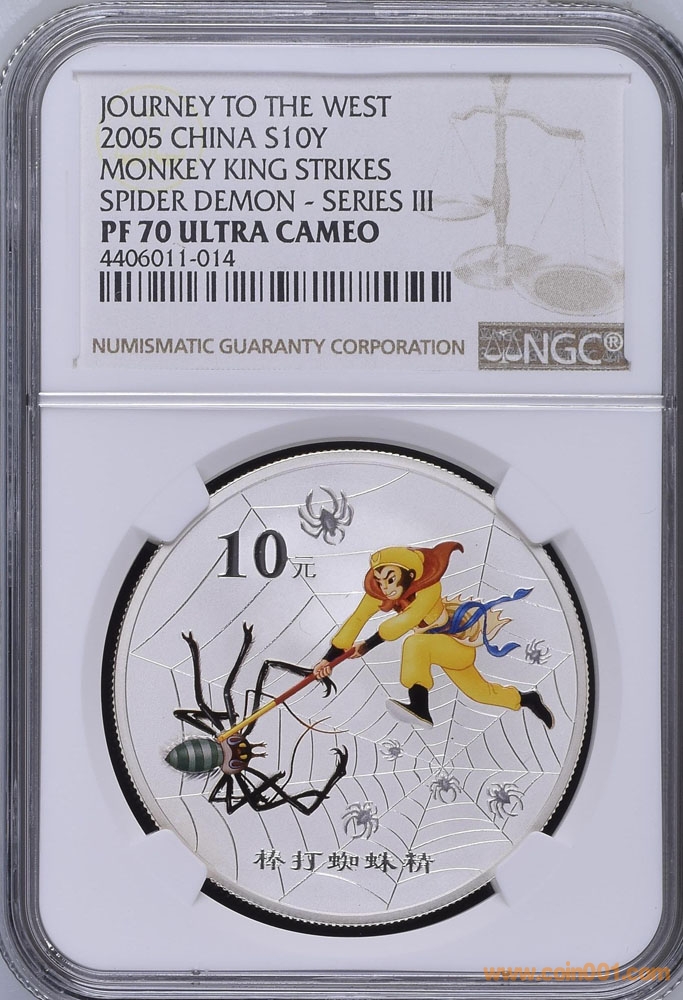 JOURNEY TO THE WEST
2005 CHINA S10Y
MONKEY KING STRIKES
SPIDER DEMON - SERIES III
PF 70 ULTRA CAMEO
4406011-014
NUMISMATIC GUARANTY CORPORATION
NGC®
10元
棒打蜘蛛精
www.coin001.com